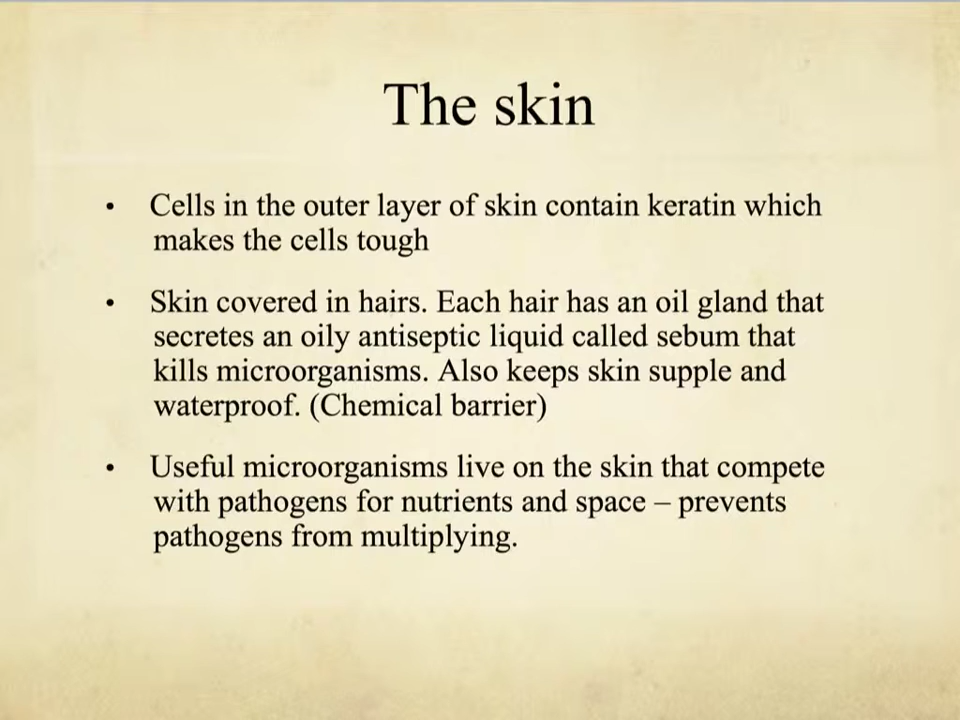 The skin
• Cells in the outer layer of skin contain keratin which
makes the cells tough
• Skin covered in hairs. Each hair has an oil gland that
secretes an oily antiseptic liquid called sebum that
kills microorganisms. Also keeps skin supple and
waterproof. (Chemical barrier)
• Useful microorganisms live on the skin that compete
with pathogens for nutrients and space – prevents
pathogens from multiplying.